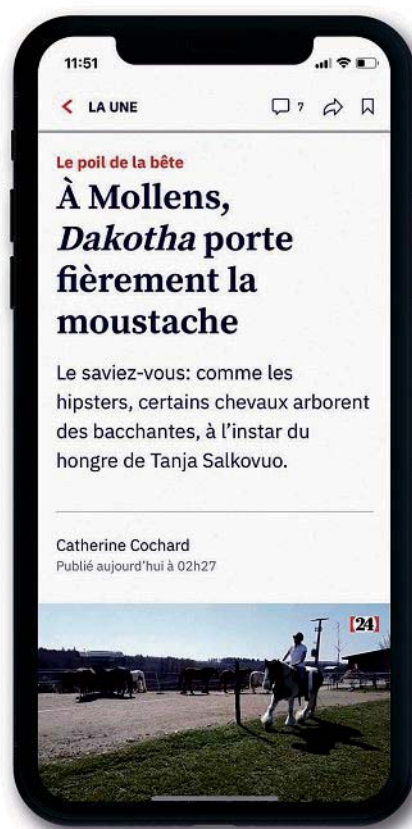 11:51
LA UNE 7
Le poil de la bête
À Mollens,
Dakotha porte
fièrement la
moustache
Le saviez-vous: comme les
hipsters, certains chevaux arborent
des bacchantes, à l’instar du
hongre de Tanja Salkovuo.
Catherine Cochard
Publié aujourd’hui à 02h27
[24]